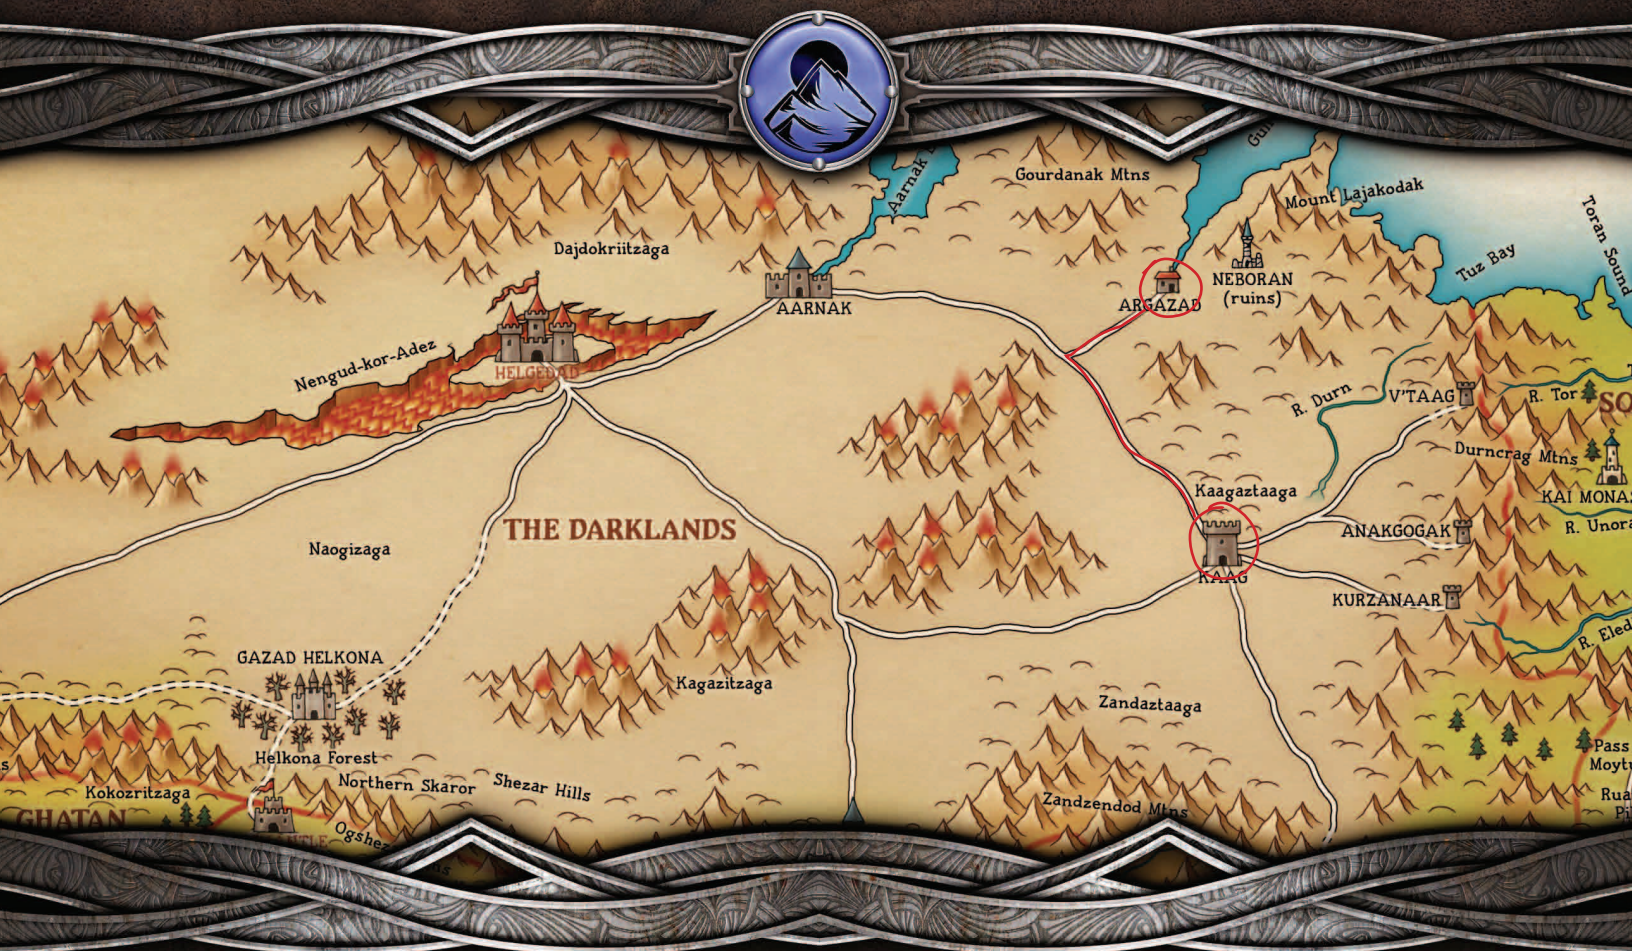 Gourdanak Mtns
Mount Lajakodak
Aarnak
Toran Sound
Tuz Bay
Dajdokriitzaga
NEBORAN
(ruins)
AARNAK
ARGAZAD
Nengud-kor-Adez
HELGEDAD
R. Durn
V'TAAG
R. Tor
Durncrag Mtns
Kaagaztaaga
R. Unora
THE DARKLANDS
ANAKGOGAK
Naogizaga
KAAG
KURZANAAR
KAI
GAZAD HELKONA
Kagazitzaga
Zandaztaaga
Pass
Helkona Forest
Northern Skaror
Shezar Hills
Kokozritzaga
Zandzendod Mtns
GHATAN